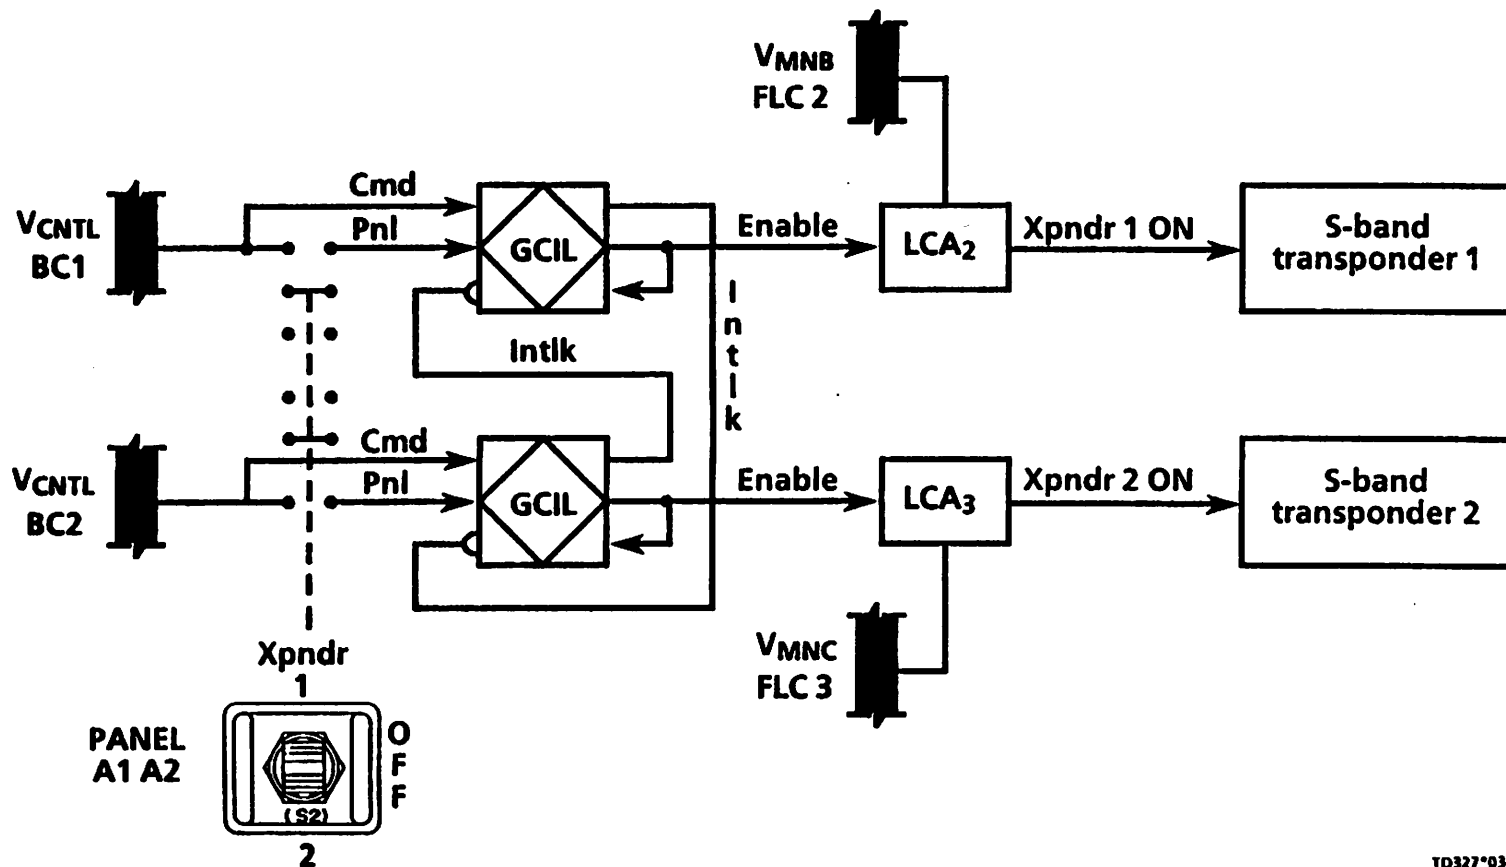 VMNB
FLC 2
Cmd
VCNTL
BC1
Pnl
GCIL
Enable
LCA2
Xpndr 1 ON
S-band
transponder 1
Intlk
Intlk
Cmd
VCNTL
BC2
Pnl
GCIL
Enable
LCA3
Xpndr 2 ON
S-band
transponder 2
VMNC
FLC 3
Xpndr
1
PANEL
A1 A2
OFF
(S2)
2
TD327*03